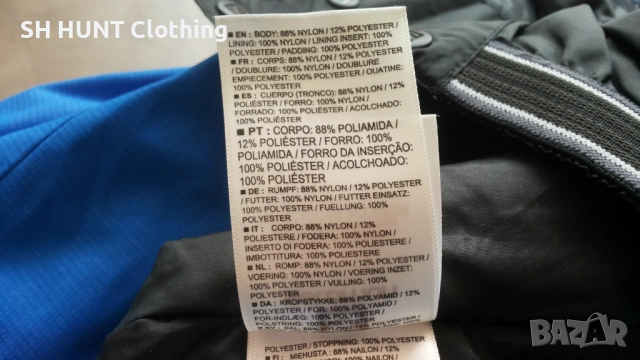 SH HUNT Clothing
EN: BODY: 88% NYLON / 12% POLYESTER /
LINING: 100% NYLON / LINING INSERT: 100%
POLYESTER / PADDING: 100% POLYESTER
FR: CORPS: 88% NYLON / 12% POLYESTER
/ DOUBLURE: 100% NYLON / DOUBLURE
EMPIECEMENT: 100% POLYESTER / OUATINE:
100% POLYESTER
ES: CUERPO (TRONCO): 88% NYLON / 12%
POLIÉSTER / FORRO: 100% NYLON /
FORRADO: 100% POLIÉSTER / ACOLCHADO:
100% POLIÉSTER
PT: CORPO: 88% POLIAMIDA /
12% POLIÉSTER / FORRO: 100%
POLIAMIDA / FORRO DA INSERÇÃO:
100% POLIÉSTER / ACOLCHOADO:
100% POLIÉSTER
DE: RUMPF: 88% NYLON / 12% POLYESTER
/ FUTTER: 100% NYLON / FUTTER EINSATZ:
100% POLYESTER / FUELLUNG: 100%
POLYESTER
IT: CORPO: 88% NYLON / 12%
POLIESTERE / FODERA: 100% NYLON /
INSERTO DI FODERA: 100% POLIESTERE /
IMBOTTITURA: 100% POLIESTERE
NL: ROMP: 88% NYLON / 12% POLYESTER /
VOERING: 100% NYLON / VOERING INZET:
100% POLYESTER / VULLING: 100%
POLYESTER
DA: KROPSTYKKE: 88% POLYAMID / 12%
POLYESTER / FOR: 100% POLYAMID /
FOR-INDLÆG: 100% POLYESTER /
POLYESTER / STOPPNING: 100% POLYESTER
FI: MIEHUSTA: 88% NAILON / 12%
BAZAR
bg